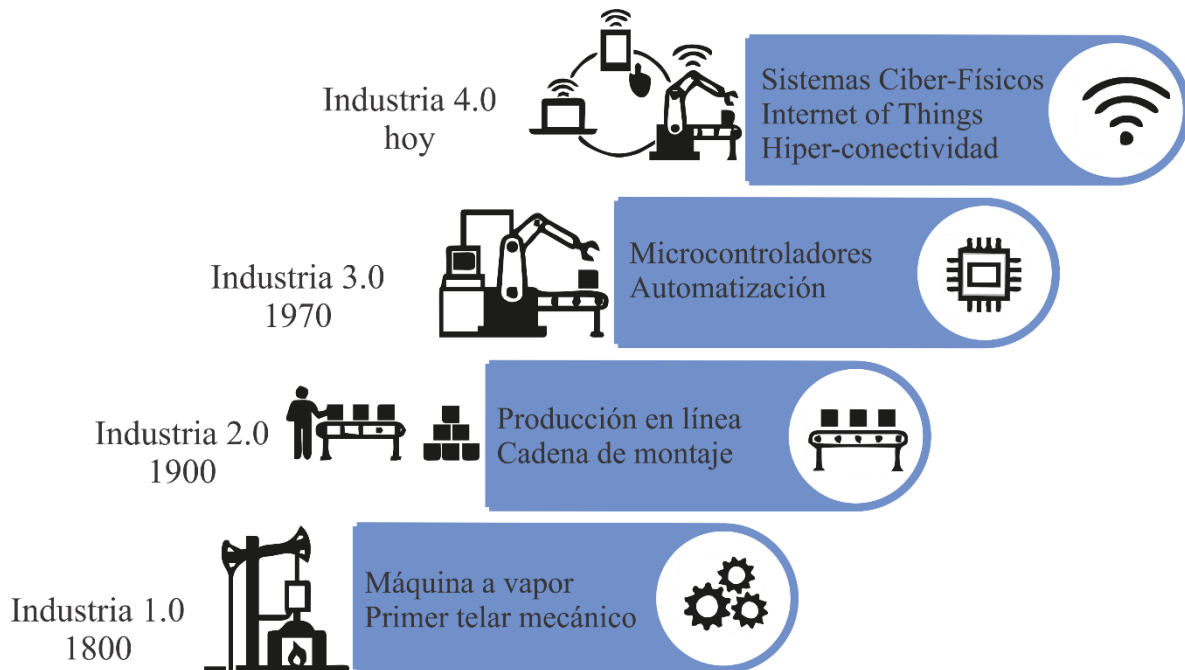 Industria 4.0
hoy
Sistemas Ciber-Físicos
Internet of Things
Hiper-conectividad
Industria 3.0
1970
Microcontroladores
Automatización
Industria 2.0
1900
Producción en línea
Cadena de montaje
Industria 1.0
1800
Máquina a vapor
Primer telar mecánico